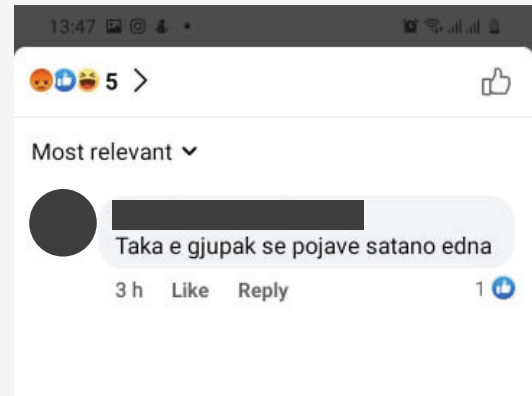 13:47
5
Most relevant
Taka e gjupak se pojave satano edna
3 h Like Reply 1